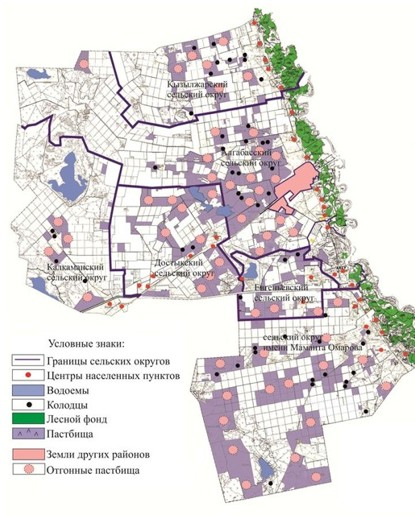 Кызылжарский
сельский округ
Алгабасский
сельский округ
Калкаманский
сельский округ
Достыкский
сельский округ
Евгеньевский
сельский округ
сельский округ
имени Мамаита Омарова
Условные знаки:
Границы сельских округов
Центры населенных пунктов
Водоемы
Колодцы
Лесной фонд
Пастбища
Земли других районов
Отгонные пастбища